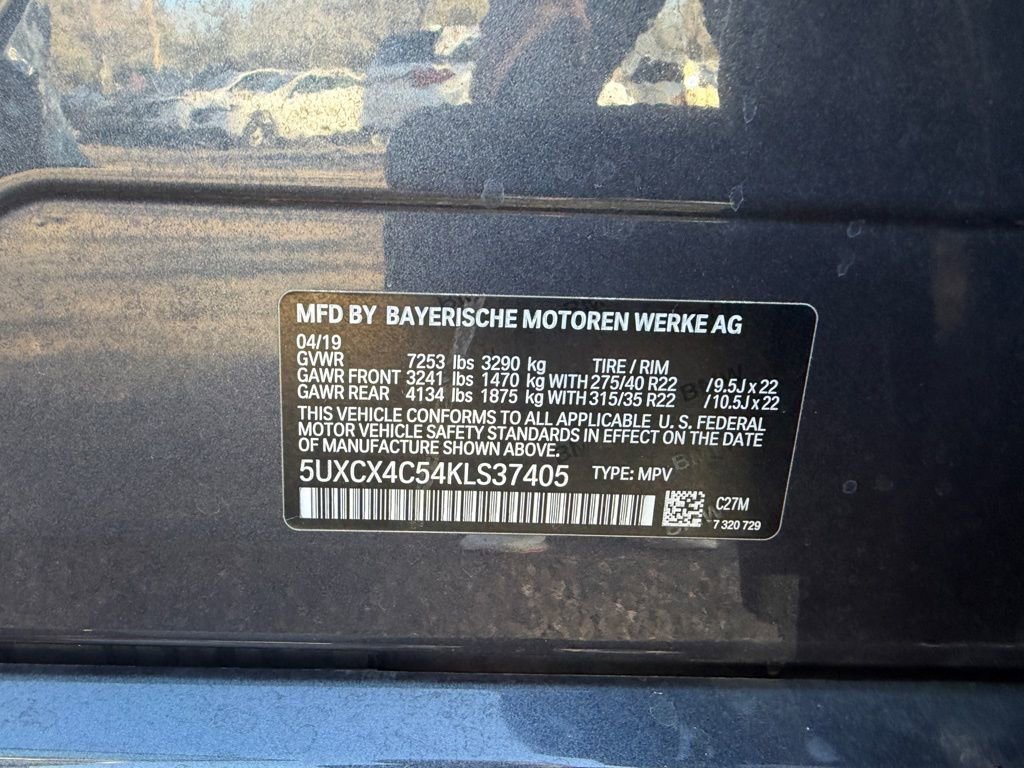 MFD BY BAYERISCHE MOTOREN WERKE AG
04/19
GVWR 7253 lbs 3290 kg TIRE / RIM
GAWR FRONT 3241 lbs 1470 kg WITH 275/40 R22 / 9.5J x 22
GAWR REAR 4134 lbs 1875 kg WITH 315/35 R22 / 10.5J x 22
THIS VEHICLE CONFORMS TO ALL APPLICABLE U. S. FEDERAL
MOTOR VEHICLE SAFETY STANDARDS IN EFFECT ON THE DATE
OF MANUFACTURE SHOWN ABOVE.
5UXCX4C54KLS37405 TYPE: MPV
C27M
7 320 729